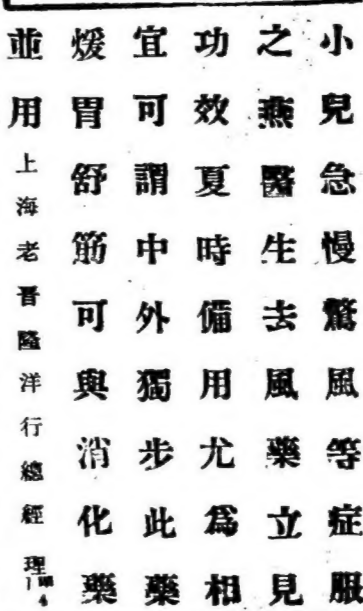 小兒急慢驚風等症服
之燕醫生去風藥立見
功效夏時備用尤爲相
宜可謂中外獨步此藥
煖胃舒筋可與消化藥
並用上海老晋隆洋行總經理